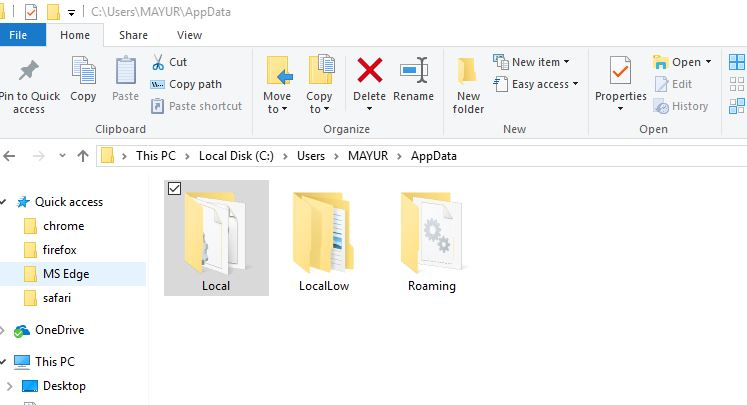 C:\Users\MAYUR\AppData
File
Home
Share
View
Pin to Quick access
Copy
Paste
Cut
Copy path
Paste shortcut
Clipboard
Move to
Copy to
Delete
Rename
Organize
New folder
New item
Easy access
New
Properties
Open
Edit
History
Open
This PC
Local Disk (C:)
Users
MAYUR
AppData
Quick access
chrome
firefox
MS Edge
safari
OneDrive
This PC
Desktop
Local
LocalLow
Roaming